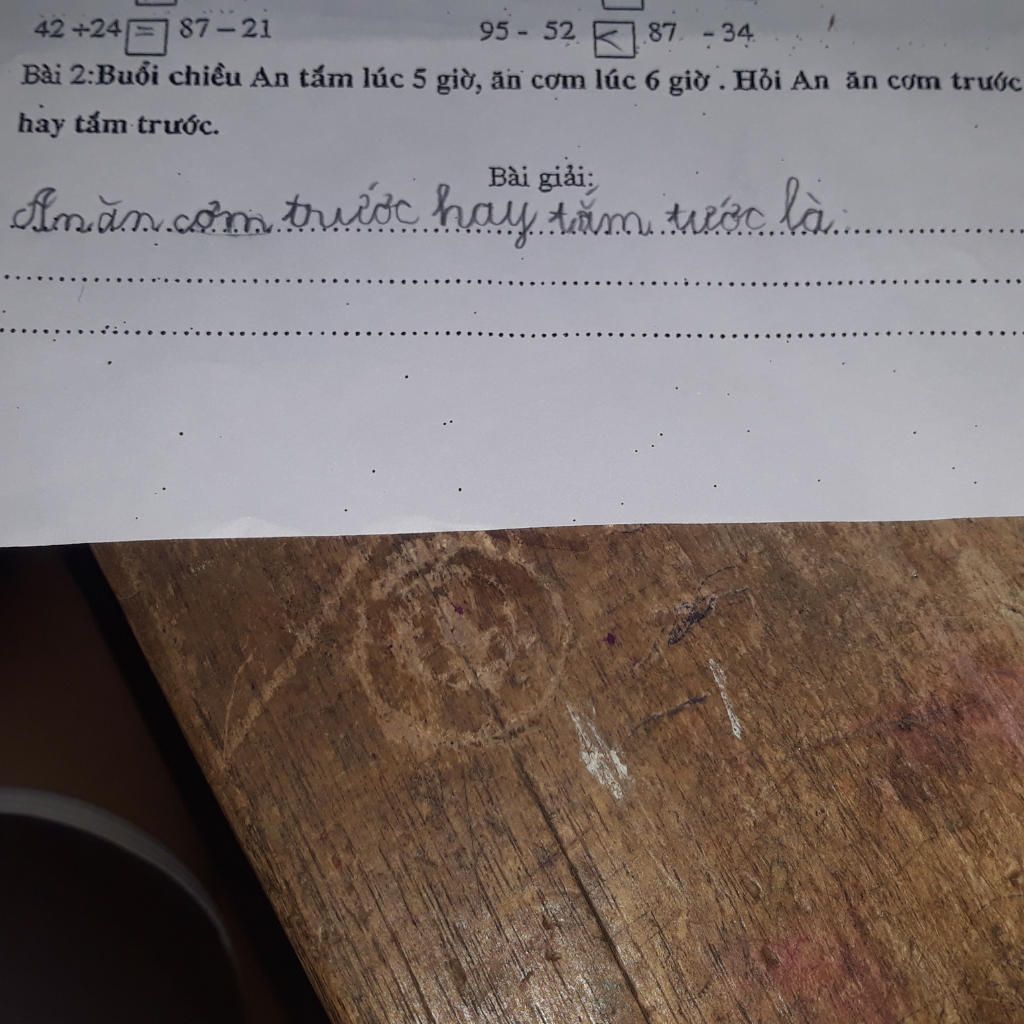 42 +24 = 87 – 21
95 - 52 < 87 - 34
Bài 2:Buổi chiều An tắm lúc 5 giờ, ăn cơm lúc 6 giờ . Hỏi An ăn cơm trước
hay tắm trước.
Bài giải:
An ăn cơm trước hay tắm tước là